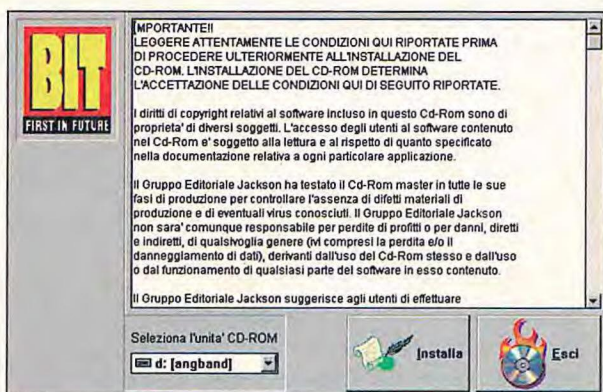 BIT
FIRST IN FUTURE
IMPORTANTE!!
LEGGERE ATTENTAMENTE LE CONDIZIONI QUI RIPORTATE PRIMA
DI PROCEDERE ULTERIORMENTE ALL'INSTALLAZIONE DEL
CD-ROM. L'INSTALLAZIONE DEL CD-ROM DETERMINA
L'ACCETTAZIONE DELLE CONDIZIONI QUI DI SEGUITO RIPORTATE.
I diritti di copyright relativi al software incluso in questo Cd-Rom sono di
proprieta' di diversi soggetti. L'accesso degli utenti al software contenuto
nel Cd-Rom e' soggetto alla lettura e al rispetto di quanto specificato
nella documentazione relativa a ogni particolare applicazione.
Il Gruppo Editoriale Jackson ha testato il Cd-Rom master in tutte le sue
fasi di produzione per controllare l'assenza di difetti materiali di
produzione e di eventuali virus conosciuti. Il Gruppo Editoriale Jackson
non sara' comunque responsabile per perdite di profitti o per danni, diretti
e indiretti, di qualsivoglia genere (ivi compresi la perdita e/o il
danneggiamento di dati), derivanti dall'uso del Cd-Rom stesso e dall'uso
o dal funzionamento di qualsiasi parte del software in esso contenuto.
Il Gruppo Editoriale Jackson suggerisce agli utenti di effettuare
Seleziona l'unita' CD-ROM
d: [angband]
Installa
Esci